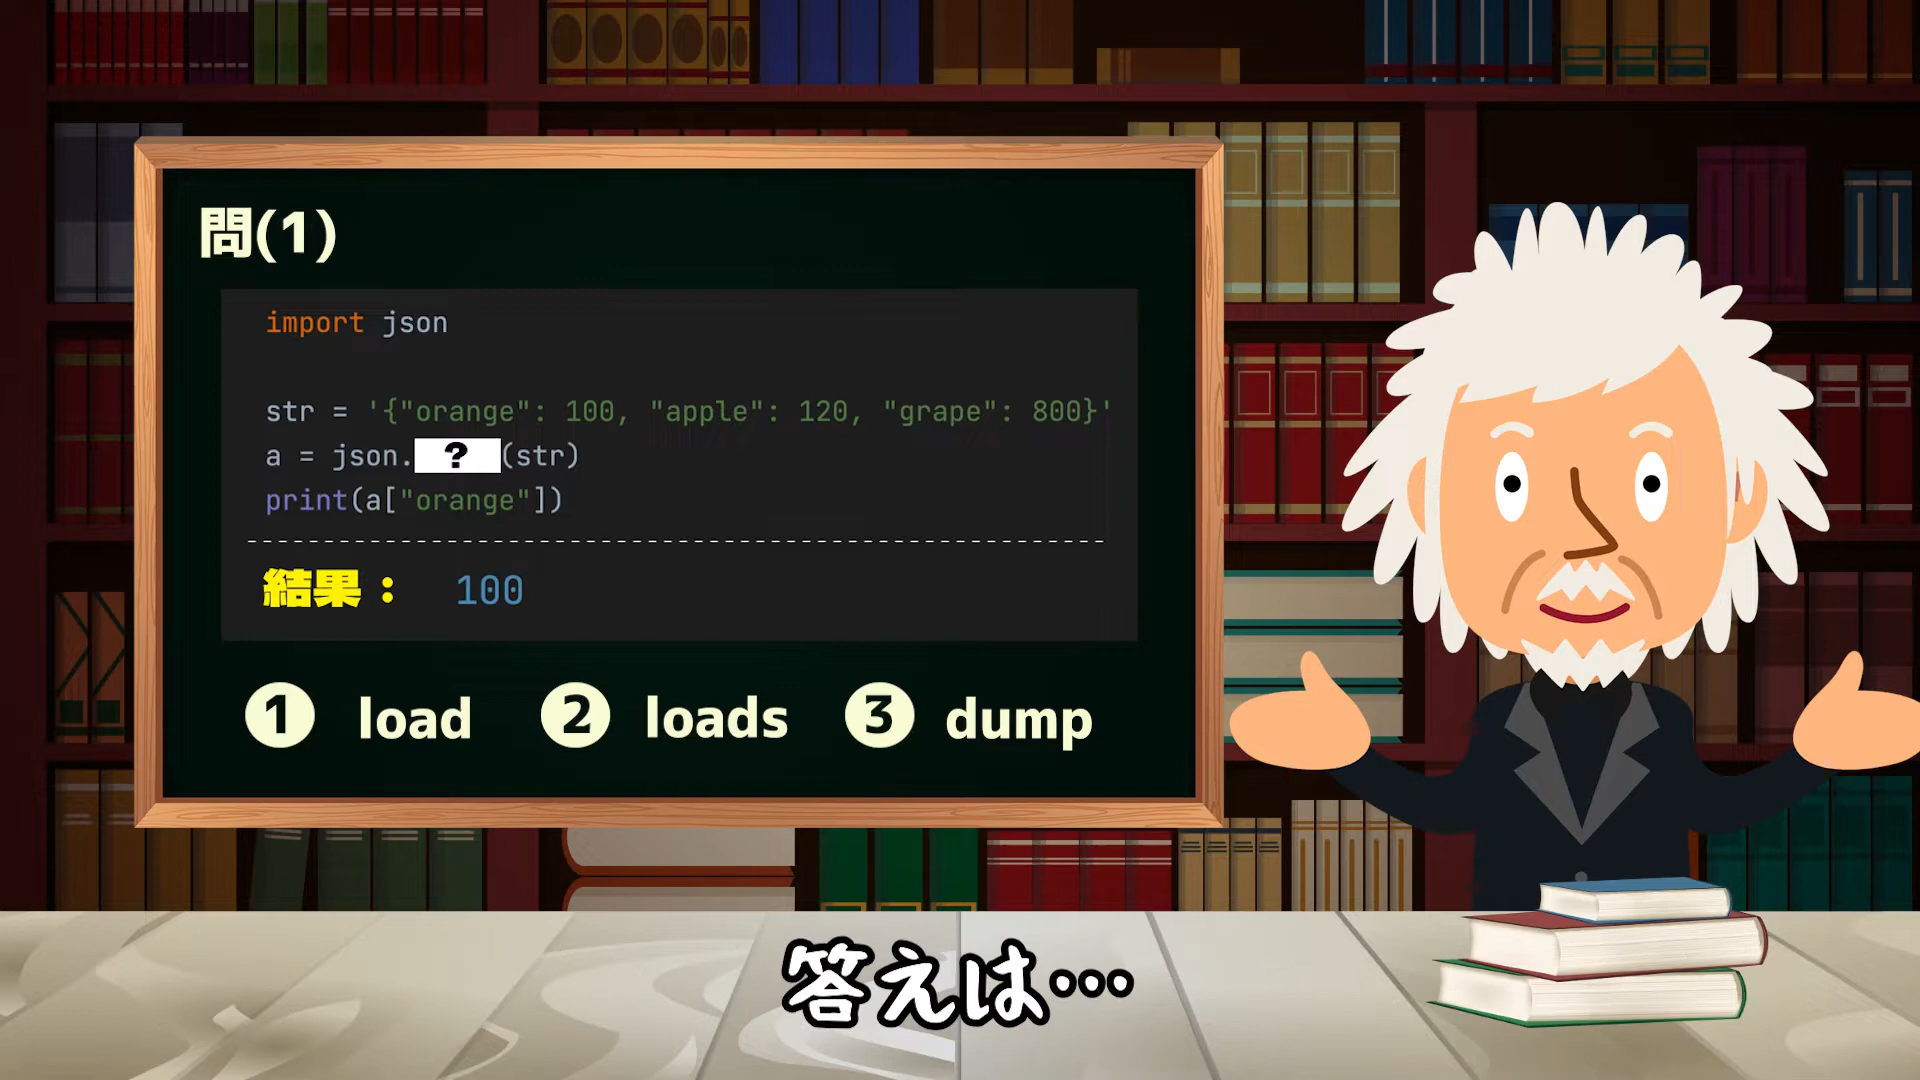 問(1)
import json
str = '{"orange": 100, "apple": 120, "grape": 800}'
a = json.?(str)
print(a["orange"])
結果： 100
1 load 2 loads 3 dump
答えは…